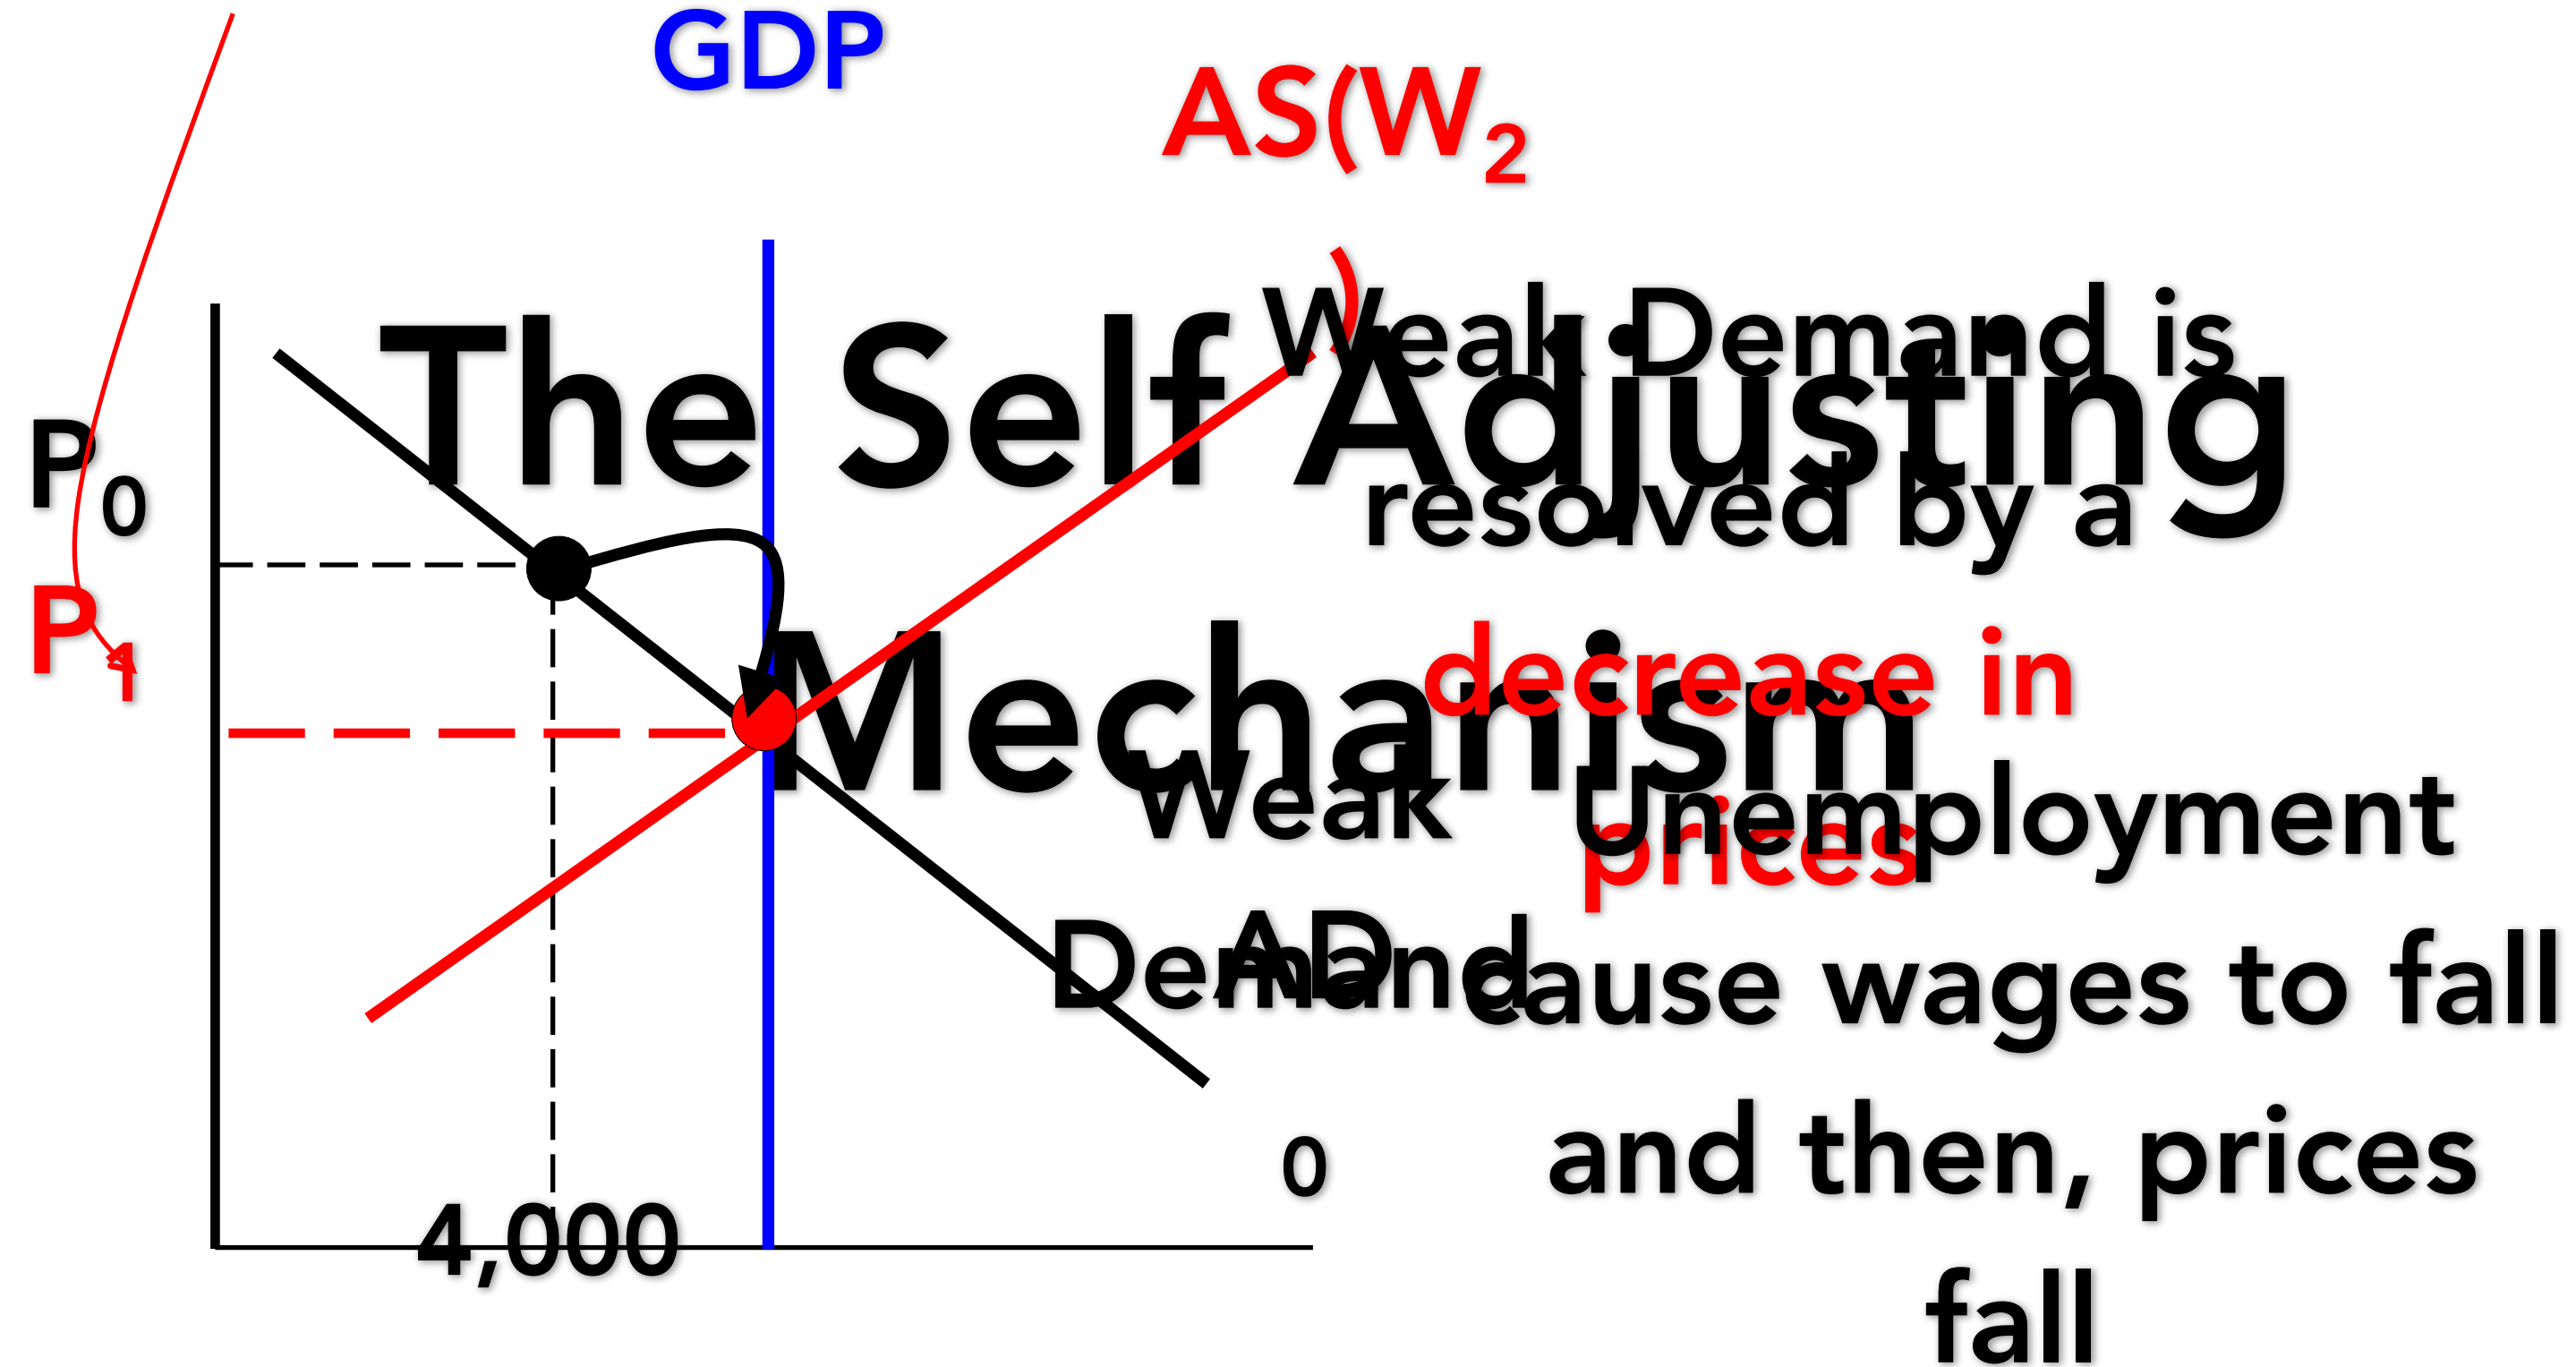 GDP
AS(W2
)
The Self Adjusting
Mechanism
Weak Demand is
resolved by a
decrease in
prices
P0
P1
Weak
Demand
AD
0
Unemployment
cause wages to fall
and then, prices
fall
4,000